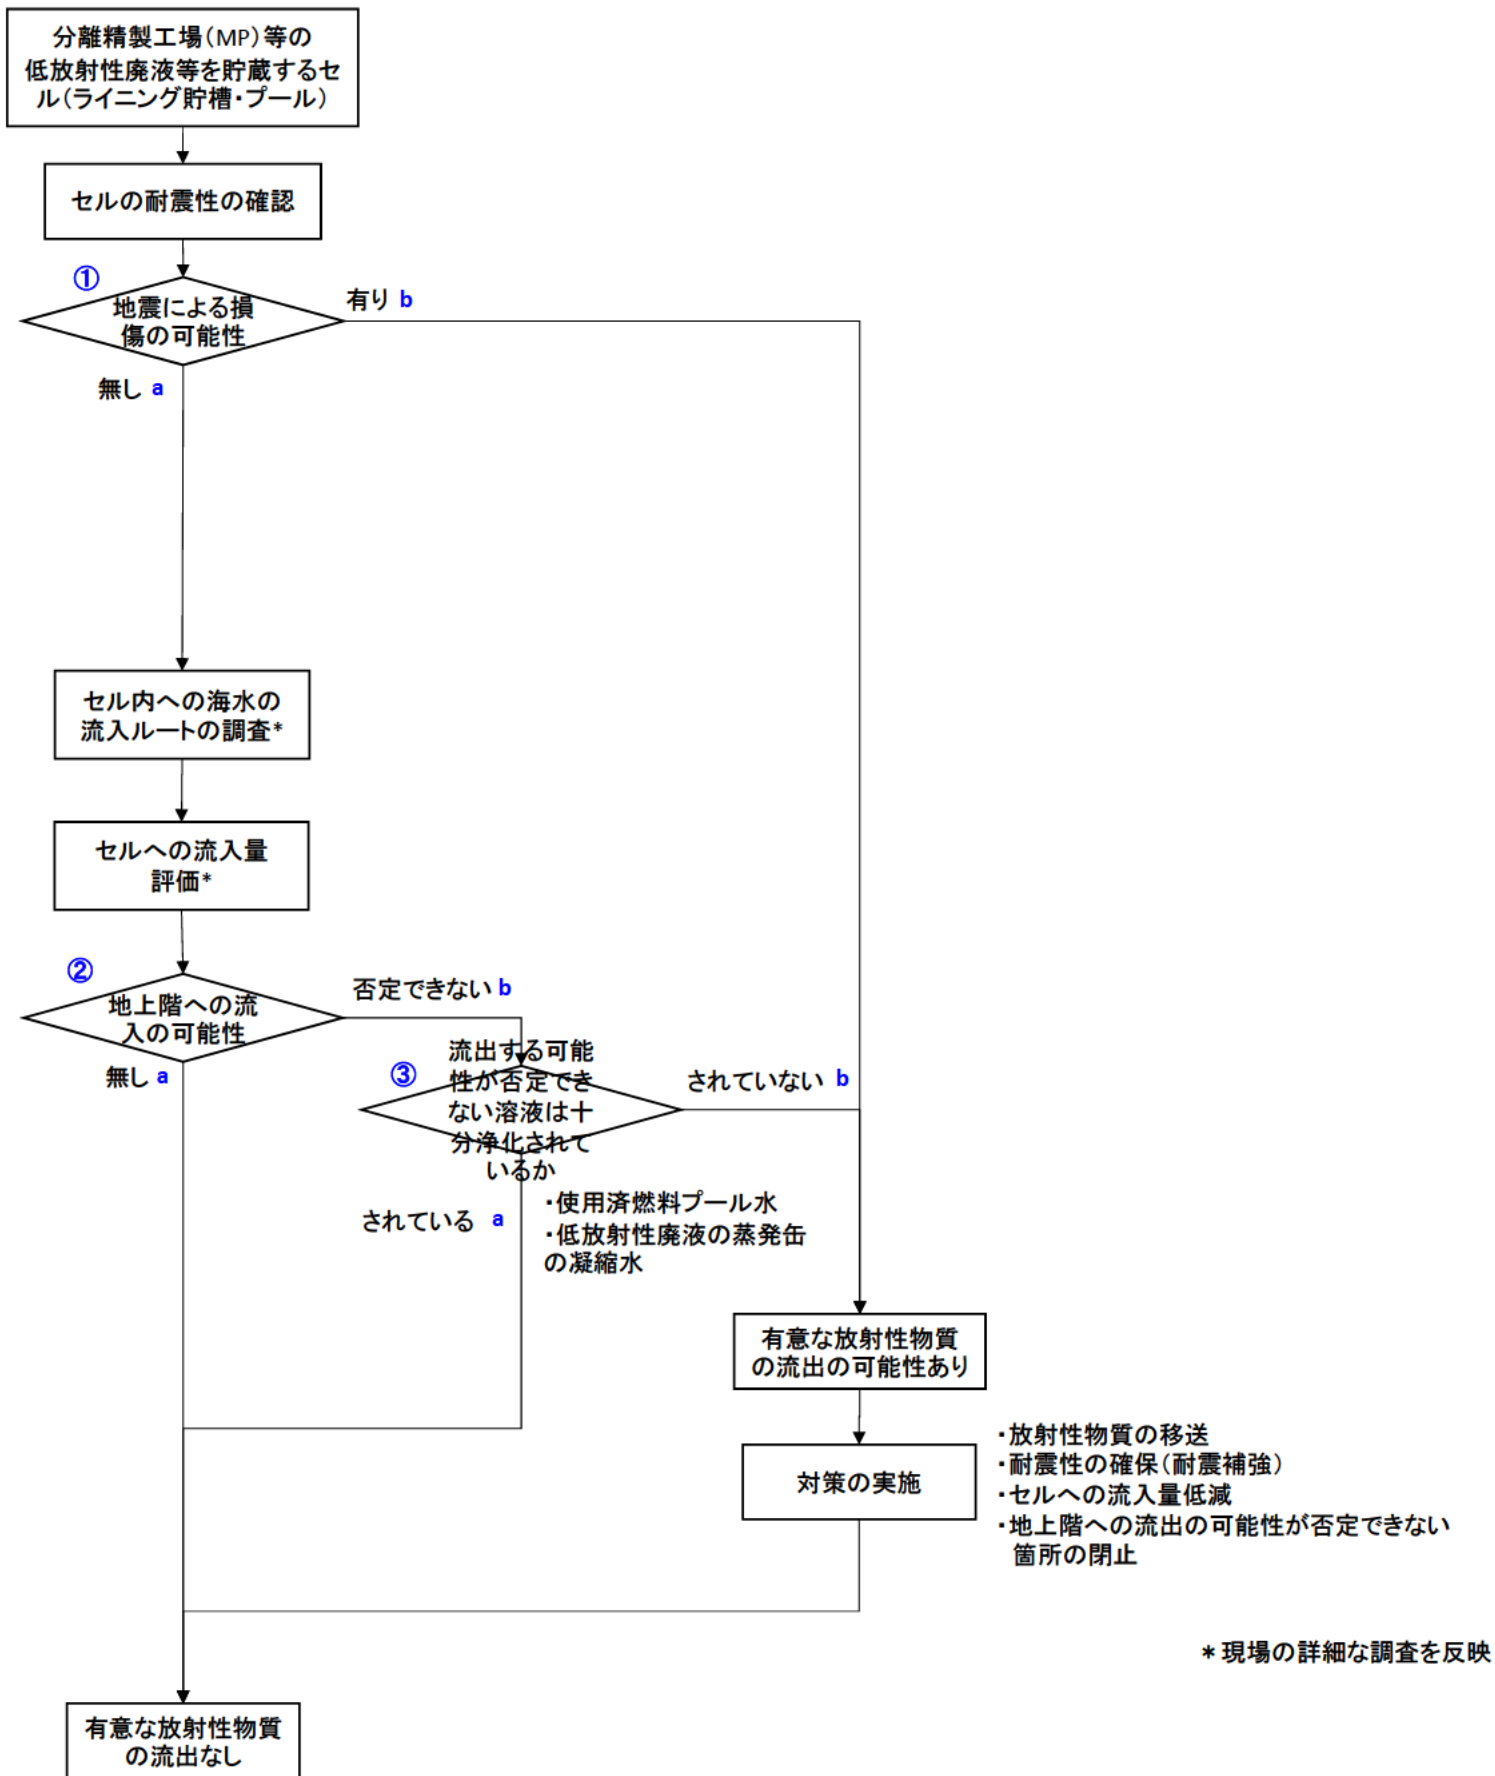 分離精製工場(MP)等の
低放射性廃液等を貯蔵するセ
ル(ライニング貯槽・プール)
セルの耐震性の確認
①
地震による損
傷の可能性
有り b
無し a
セル内への海水の
流入ルートの調査*
セルへの流入量
評価*
②
地上階への流
入の可能性
否定できない b
無し a
③
流出する可能
性が否定でき
ない溶液は十
分浄化されて
いるか
されていない b
されている a
・使用済燃料プール水
・低放射性廃液の蒸発缶
の凝縮水
有意な放射性物質
の流出の可能性あり
対策の実施
・放射性物質の移送
・耐震性の確保(耐震補強)
・セルへの流入量低減
・地上階への流出の可能性が否定できない
箇所の閉止
*現場の詳細な調査を反映
有意な放射性物質
の流出なし